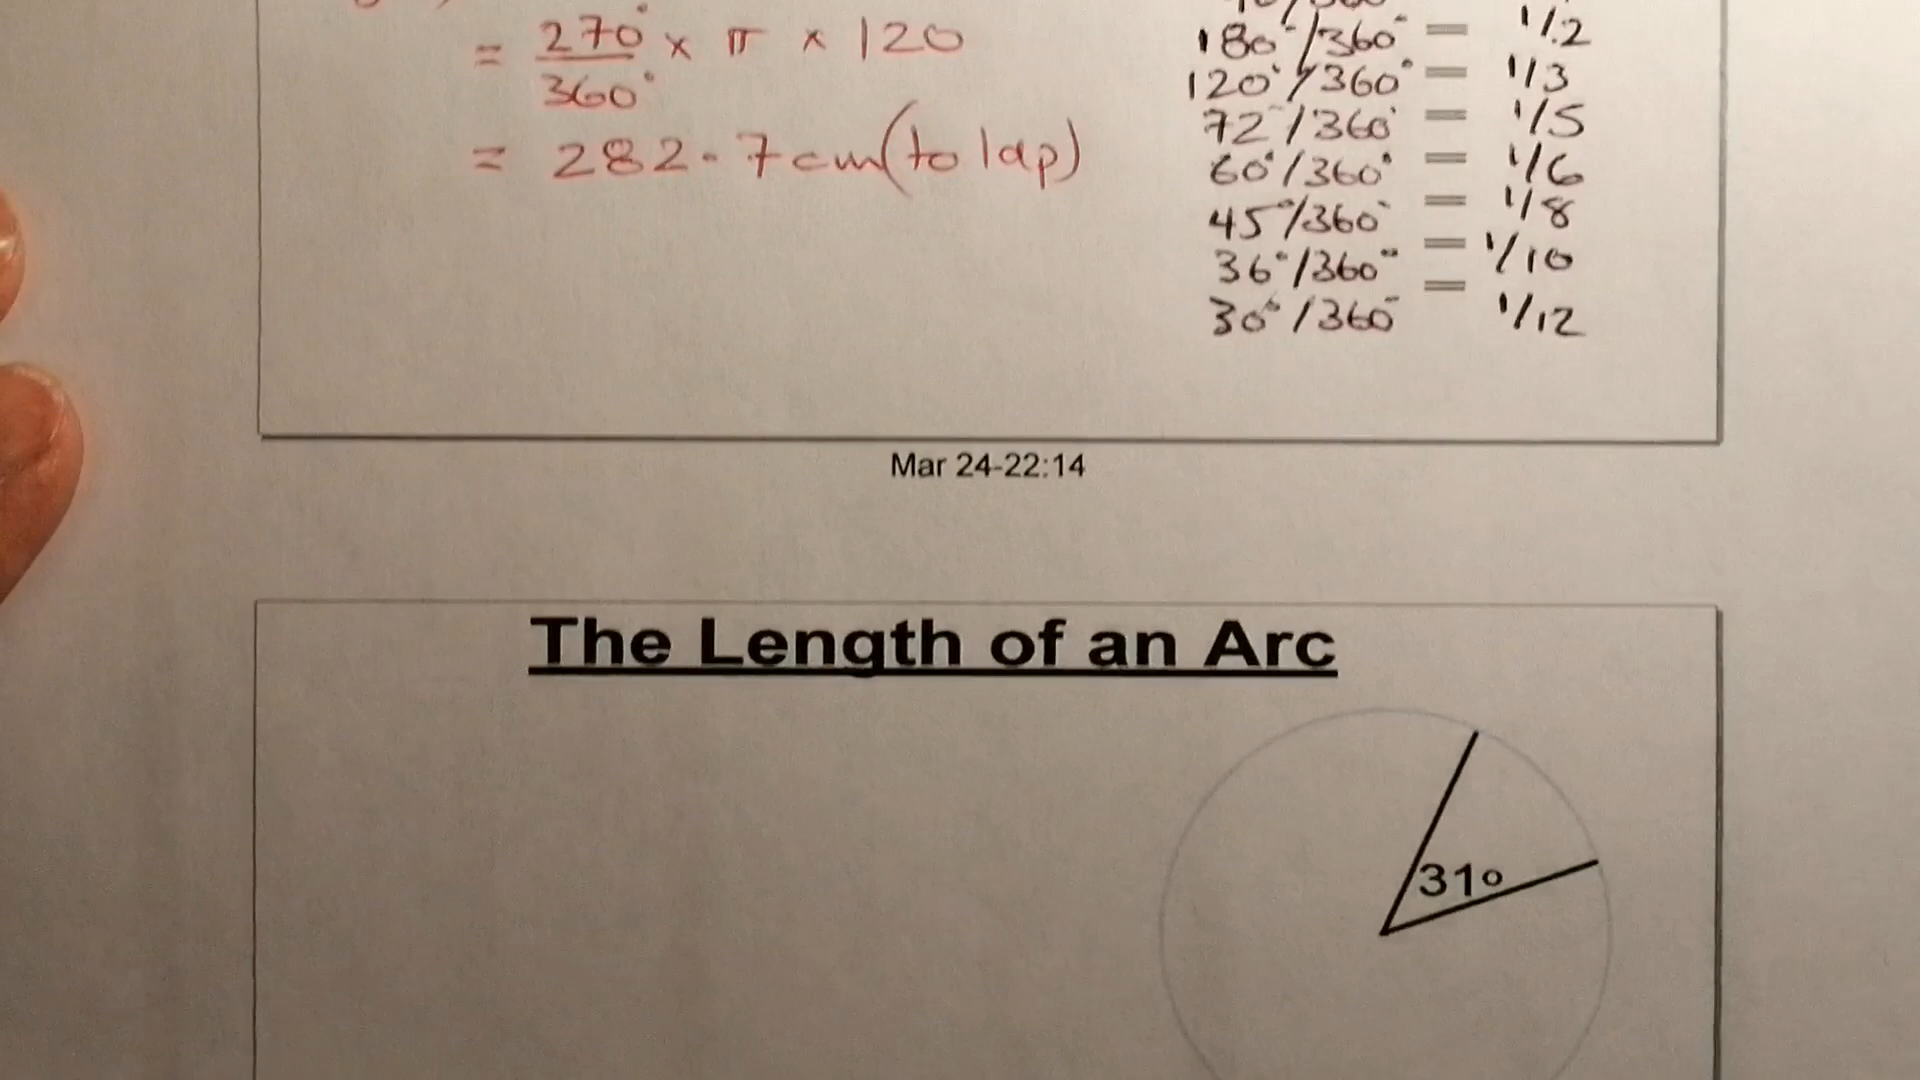 = 270° × π × 120
360°
= 282.7cm (to 1dp)
180°/360° = 1/2
120°/360° = 1/3
72°/360° = 1/5
60°/360° = 1/6
45°/360° = 1/8
36°/360° = 1/10
30°/360° = 1/12
Mar 24-22:14
The Length of an Arc
31°